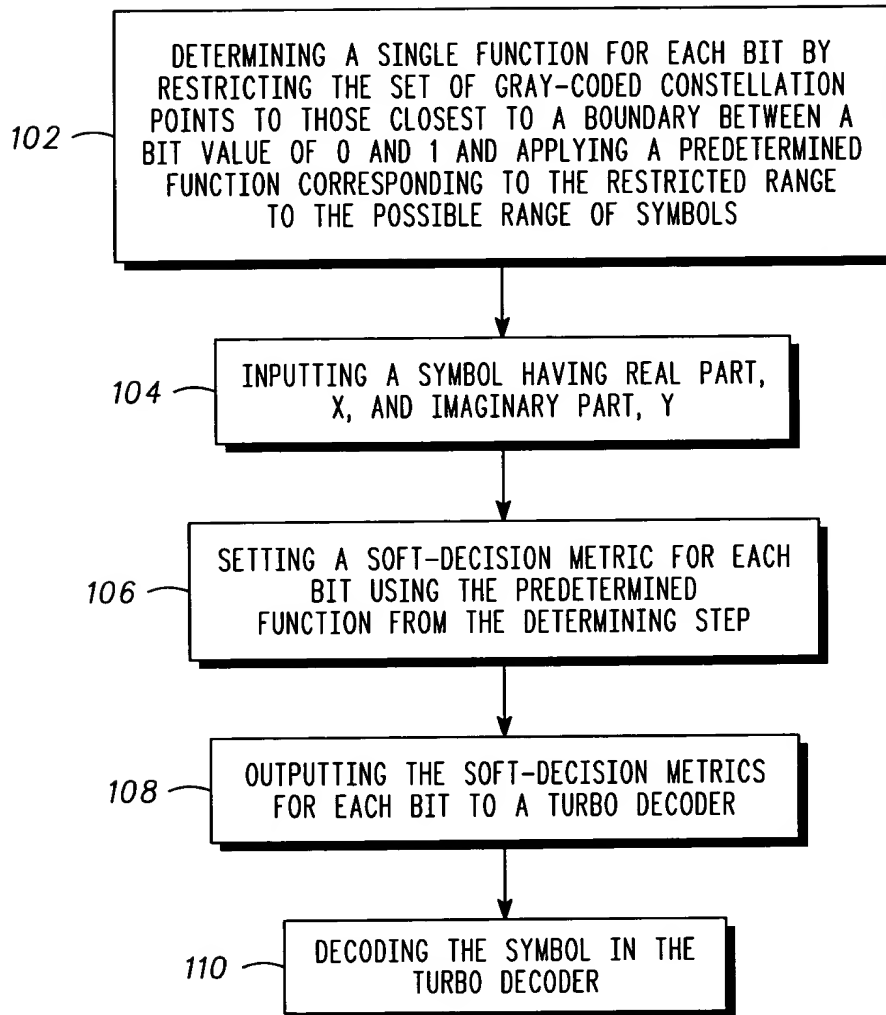 DETERMINING A SINGLE FUNCTION FOR EACH BIT BY
RESTRICTING THE SET OF GRAY-CODED CONSTELLATION
POINTS TO THOSE CLOSEST TO A BOUNDARY BETWEEN A
BIT VALUE OF 0 AND 1 AND APPLYING A PREDETERMINED
FUNCTION CORRESPONDING TO THE RESTRICTED RANGE
TO THE POSSIBLE RANGE OF SYMBOLS
102
INPUTTING A SYMBOL HAVING REAL PART,
X, AND IMAGINARY PART, Y
104
SETTING A SOFT-DECISION METRIC FOR EACH
BIT USING THE PREDETERMINED
FUNCTION FROM THE DETERMINING STEP
106
OUTPUTTING THE SOFT-DECISION METRICS
FOR EACH BIT TO A TURBO DECODER
108
DECODING THE SYMBOL IN THE
TURBO DECODER
110